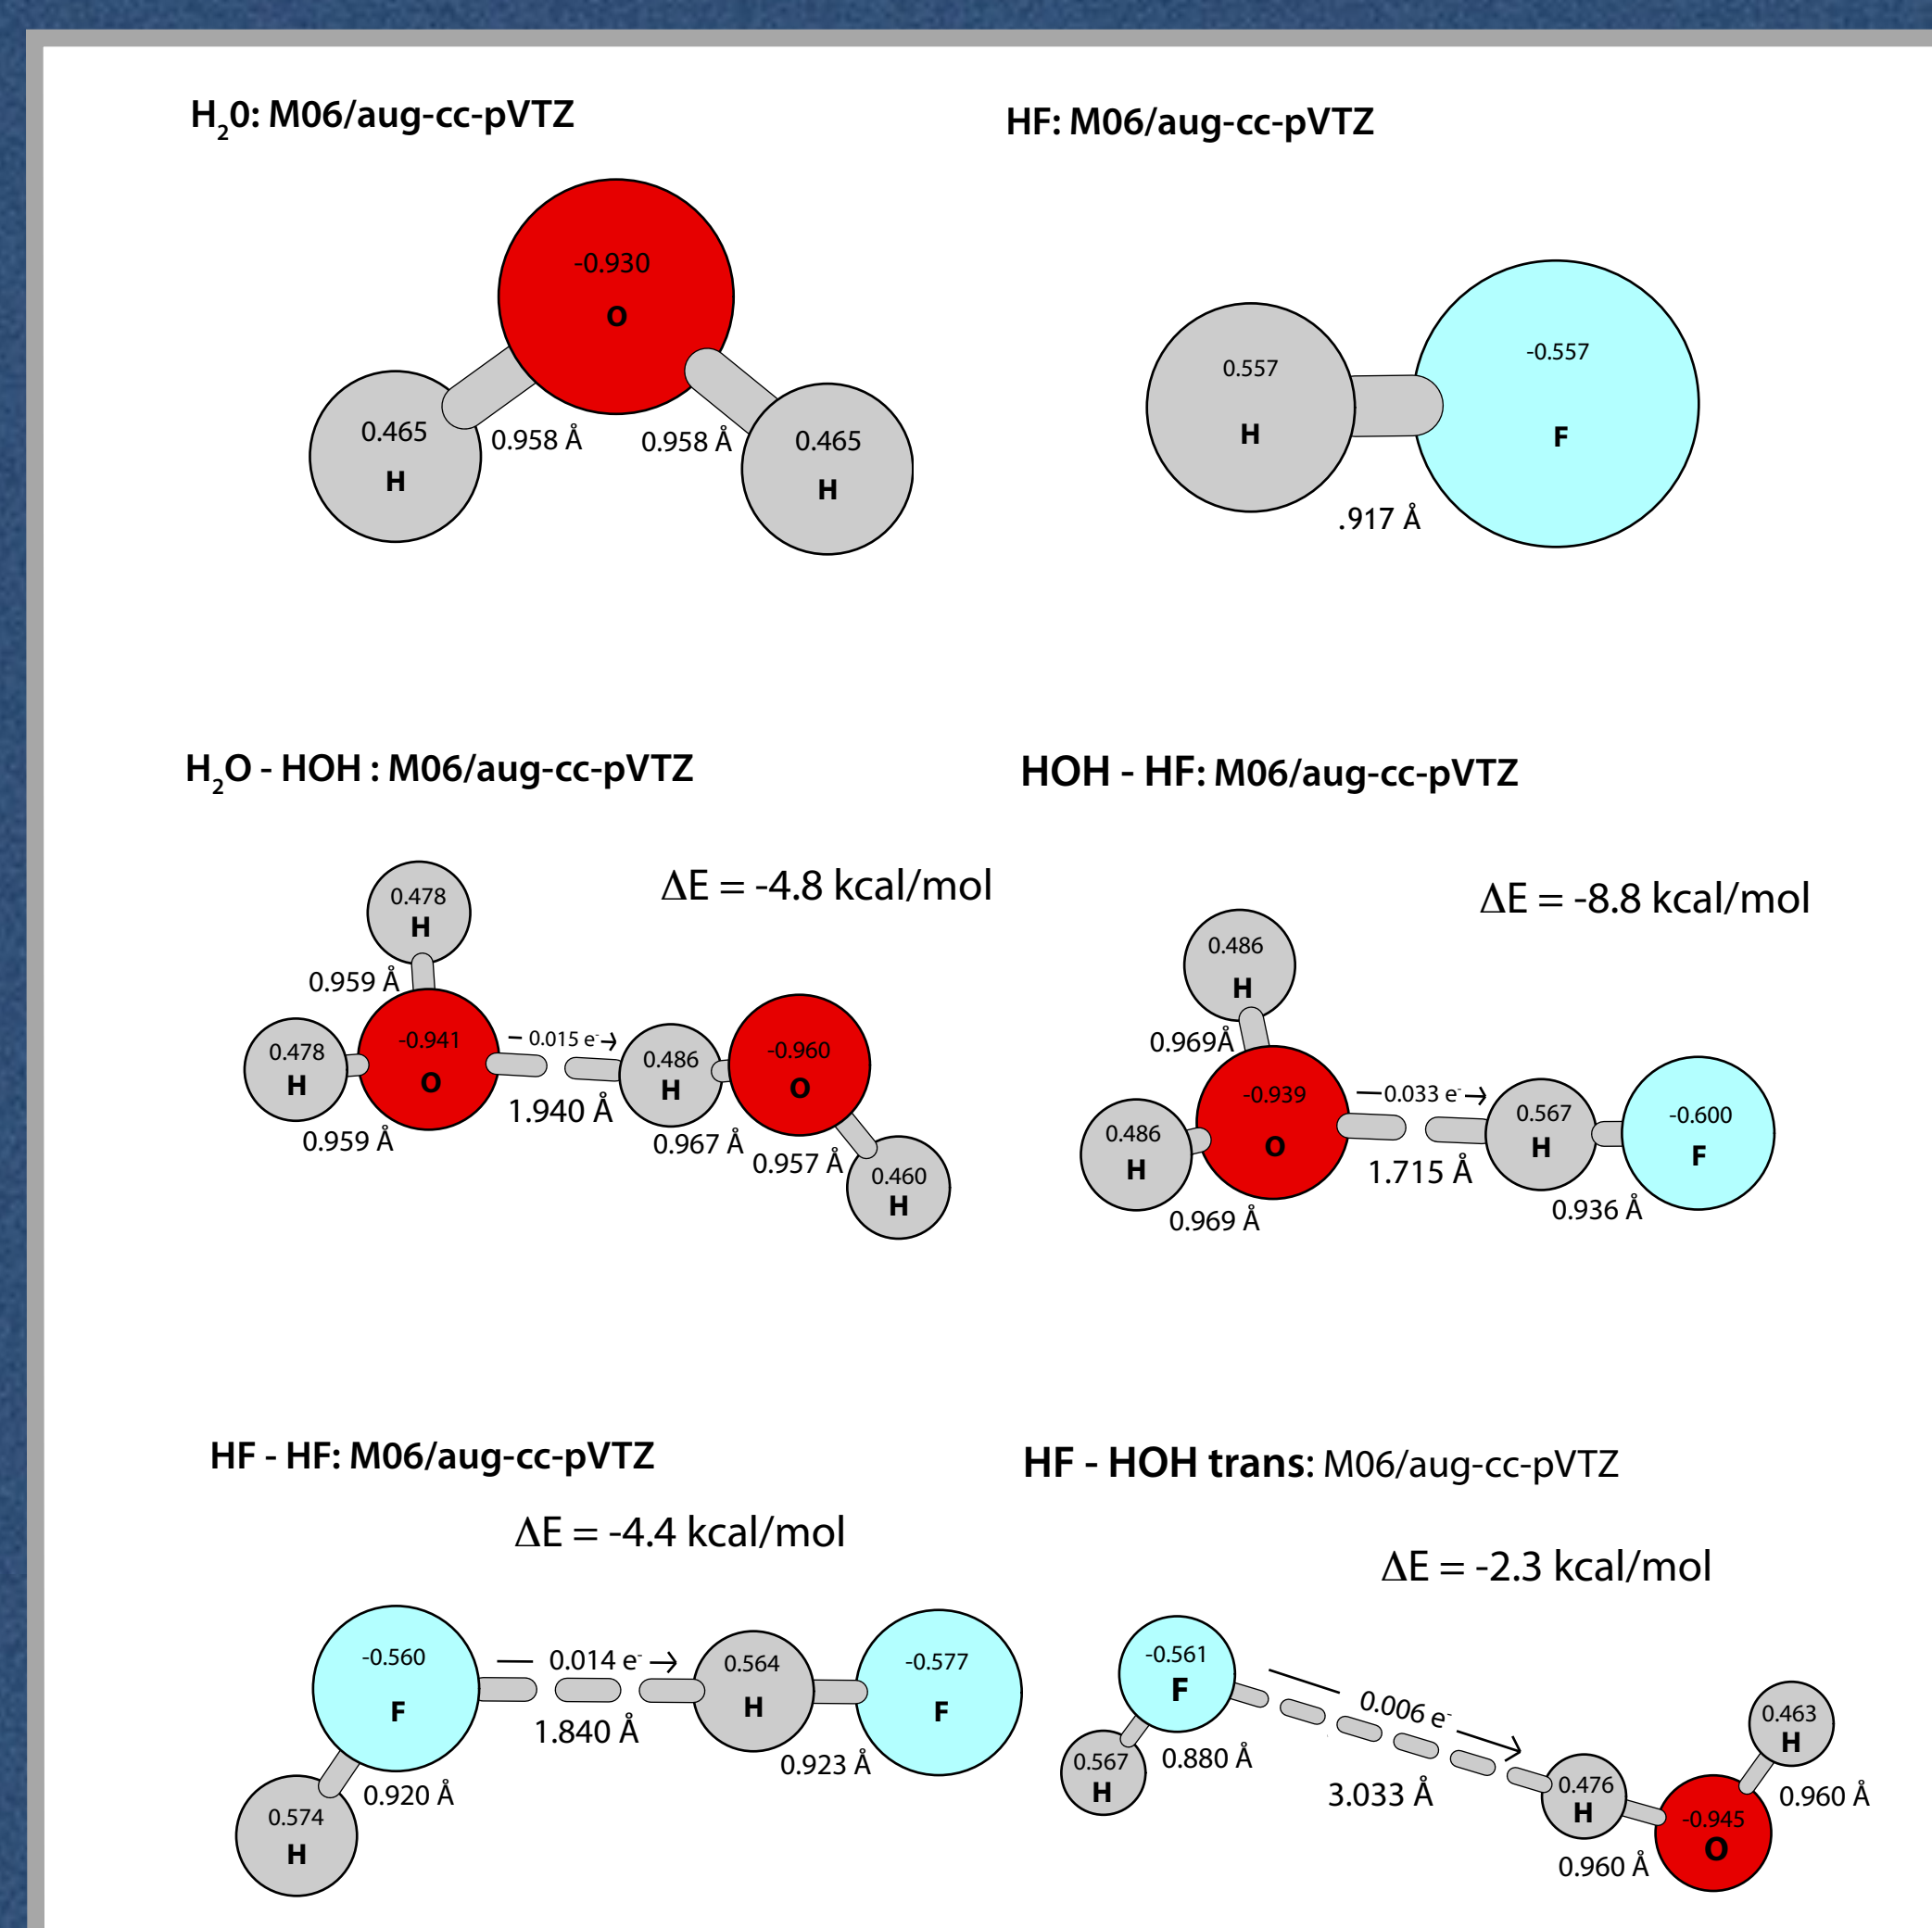 H₂0: M06/aug-cc-pVTZ
HF: M06/aug-cc-pVTZ
-0.930
O
0.465
H
0.958 Å
0.958 Å
0.465
H
0.557
H
-0.557
F
.917 Å
H₂O - HOH : M06/aug-cc-pVTZ
ΔE = -4.8 kcal/mol
0.478
H
0.959 Å
0.478
H
-0.941
O
0.959 Å
0.015 e⁻
1.940 Å
0.486
H
-0.960
O
0.967 Å
0.957 Å
0.460
H
HOH - HF: M06/aug-cc-pVTZ
ΔE = -8.8 kcal/mol
0.486
H
0.969Å
0.486
H
-0.939
O
0.969 Å
0.033 e⁻
1.715 Å
0.567
H
-0.600
F
0.936 Å
HF - HF: M06/aug-cc-pVTZ
ΔE = -4.4 kcal/mol
-0.560
F
0.014 e⁻
1.840 Å
0.564
H
-0.577
F
0.923 Å
0.920 Å
0.574
H
HF - HOH trans: M06/aug-cc-pVTZ
ΔE = -2.3 kcal/mol
-0.561
F
0.567
H
0.880 Å
0.006 e⁻
3.033 Å
0.476
H
0.463
H
0.960 Å
-0.945
O
0.960 Å